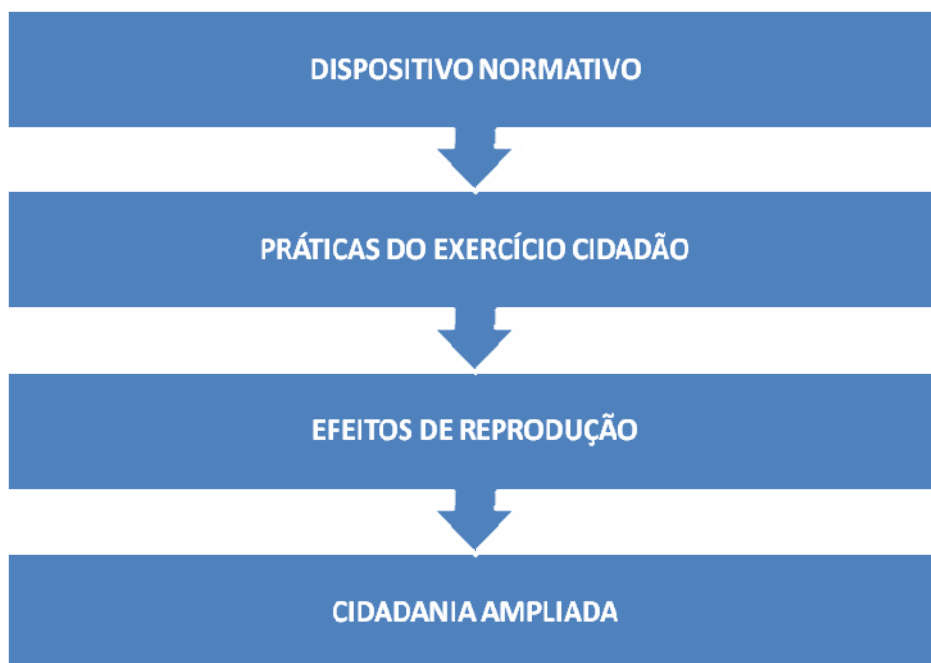 DISPOSITIVO NORMATIVO
PRÁTICAS DO EXERCÍCIO CIDADÃO
EFEITOS DE REPRODUÇÃO
CIDADANIA AMPLIADA